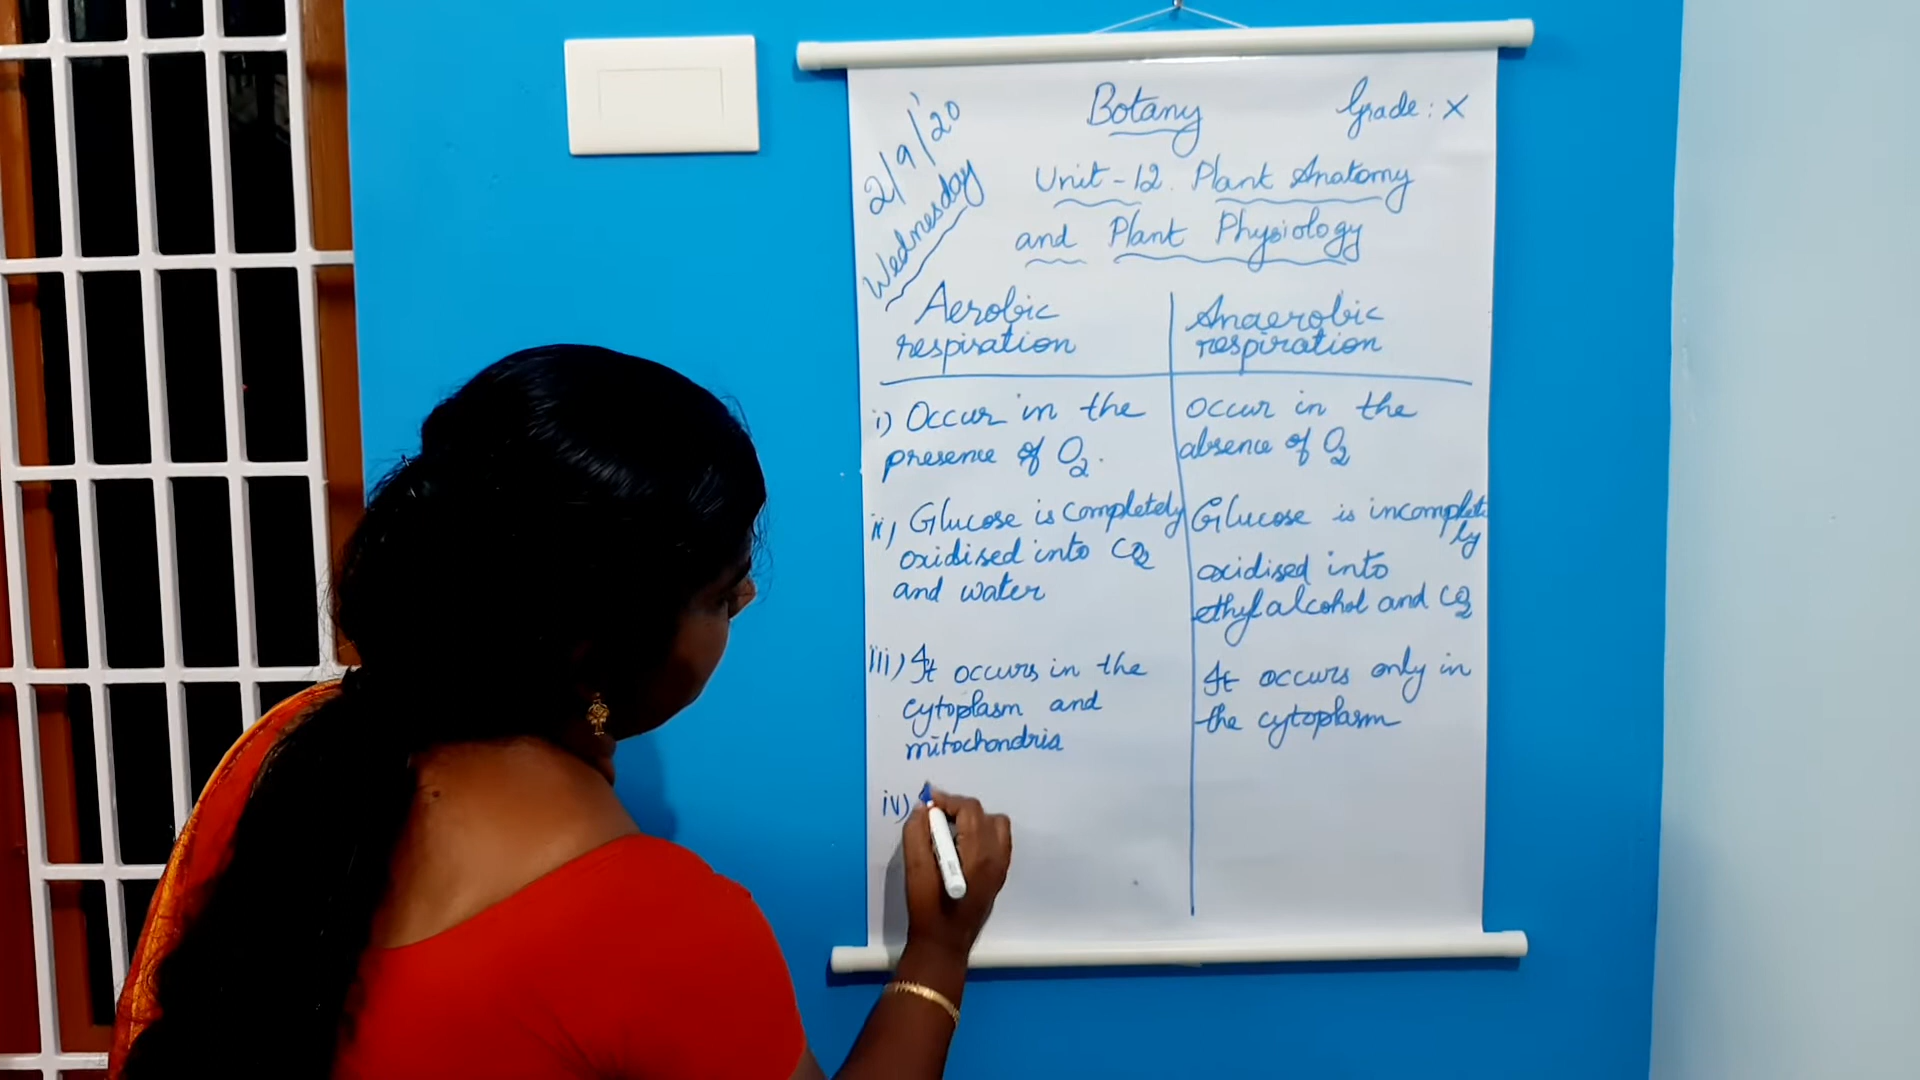 2/9/'20
Wednesday
Botany
Grade: X
Unit-12. Plant Anatomy
and Plant Physiology
Aerobic
respiration
Anaerobic
respiration
i) Occur in the
presence of O2.
Occur in the
absence of O2
ii) Glucose is completely
oxidised into CO2
and water
Glucose is incomplete
ly
oxidised into
ethyl alcohol and CO2
iii) It occurs in the
cytoplasm and
mitochondria
It occurs only in
the cytoplasm
iv)